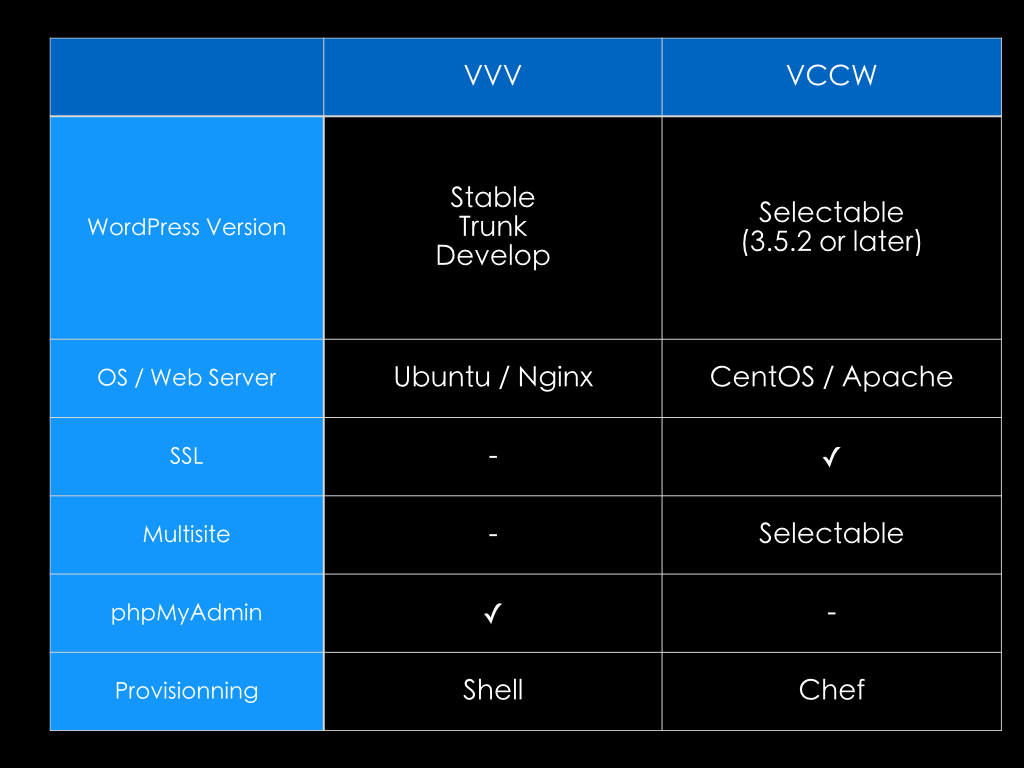 VVV
VCCW
WordPress Version
Stable
Trunk
Develop
Selectable
(3.5.2 or later)
OS / Web Server
Ubuntu / Nginx
CentOS / Apache
SSL
-
✓
Multisite
-
Selectable
phpMyAdmin
✓
-
Provisionning
Shell
Chef